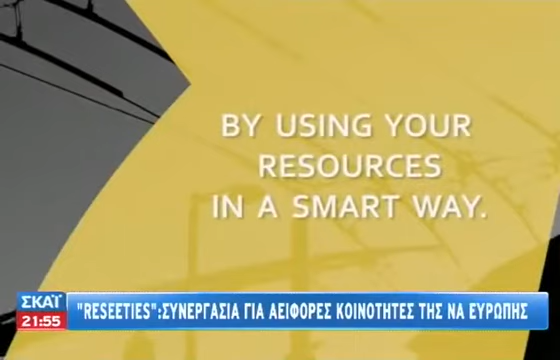 BY USING YOUR
RESOURCES
IN A SMART WAY.
ΣΚΑΪ
21:55
"RESEETIES":ΣΥΝΕΡΓΑΣΙΑ ΓΙΑ ΑΕΙΦΟΡΕΣ ΚΟΙΝΟΤΗΤΕΣ ΤΗΣ ΝΑ ΕΥΡΩΠΗΣ